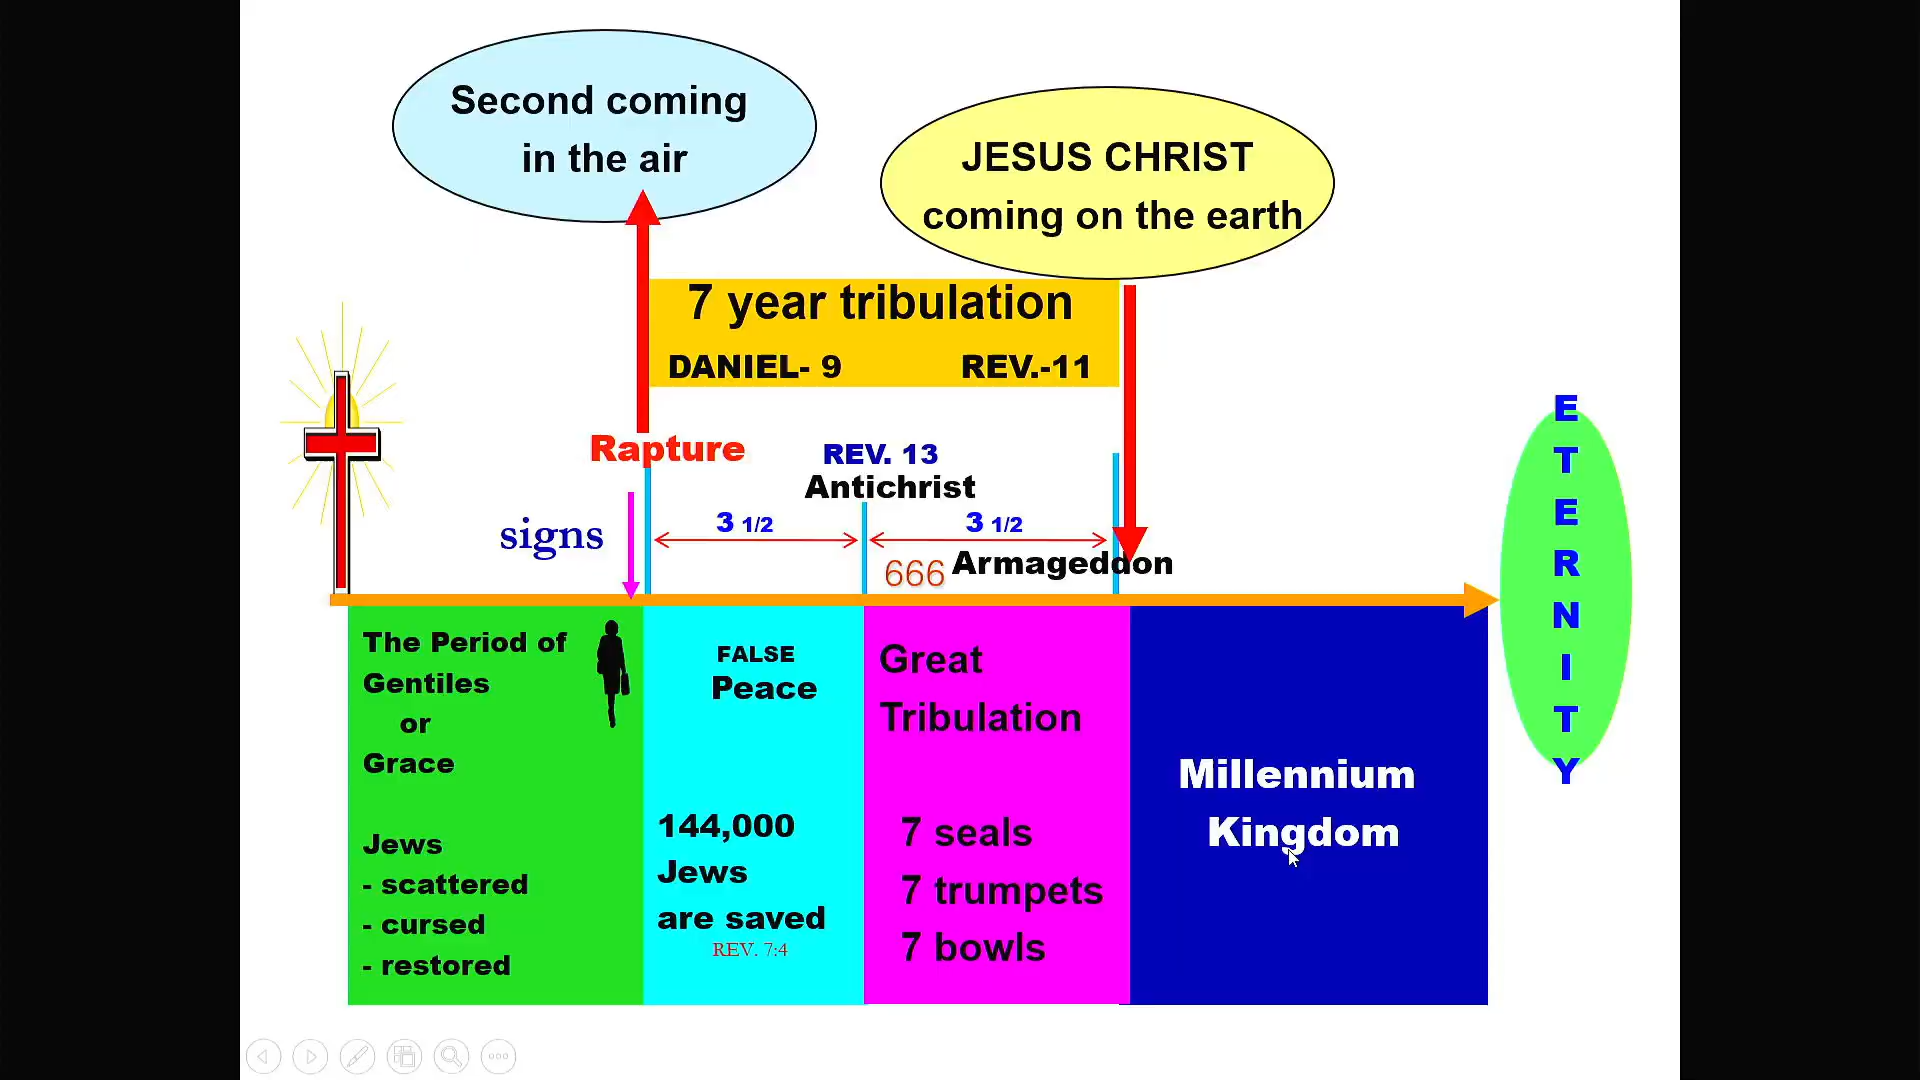 Second coming
in the air
JESUS CHRIST
coming on the earth
7 year tribulation
DANIEL- 9 REV.-11
Rapture
REV. 13
Antichrist
signs
3 1/2 3 1/2
666 Armageddon
The Period of
Gentiles
or
Grace
Jews
- scattered
- cursed
- restored
FALSE
Peace
144,000
Jews
are saved
REV. 7:4
Great
Tribulation
7 seals
7 trumpets
7 bowls
Millennium
Kingdom
E
T
E
R
N
I
T
Y